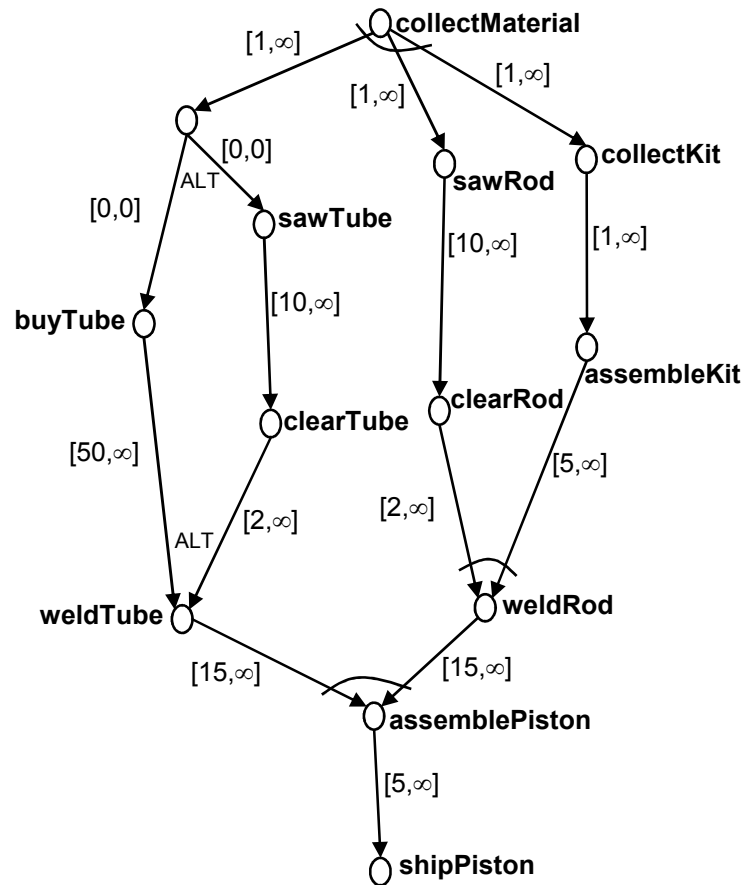 collectMaterial
[1,∞]
[1,∞]
[1,∞]
[0,0]
collectKit
ALT
sawRod
[0,0]
sawTube
[1,∞]
[10,∞]
[10,∞]
buyTube
assembleKit
clearRod
clearTube
[50,∞]
[5,∞]
[2,∞]
[2,∞]
ALT
weldTube
weldRod
[15,∞]
[15,∞]
assemblePiston
[5,∞]
shipPiston